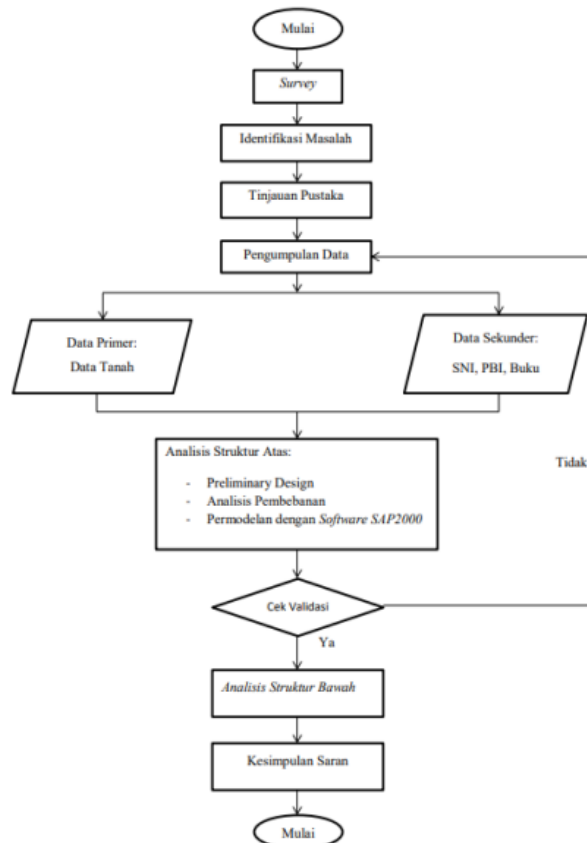 Mulai
Survey
Identifikasi Masalah
Tinjauan Pustaka
Pengumpulan Data
Data Primer:
Data Tanah
Data Sekunder:
SNI, PBI, Buku
Analisis Struktur Atas:
- Preliminary Design
- Analisis Pembebanan
- Permodelan dengan Software SAP2000
Tidak
Cek Validasi
Ya
Analisis Struktur Bawah
Kesimpulan Saran
Mulai